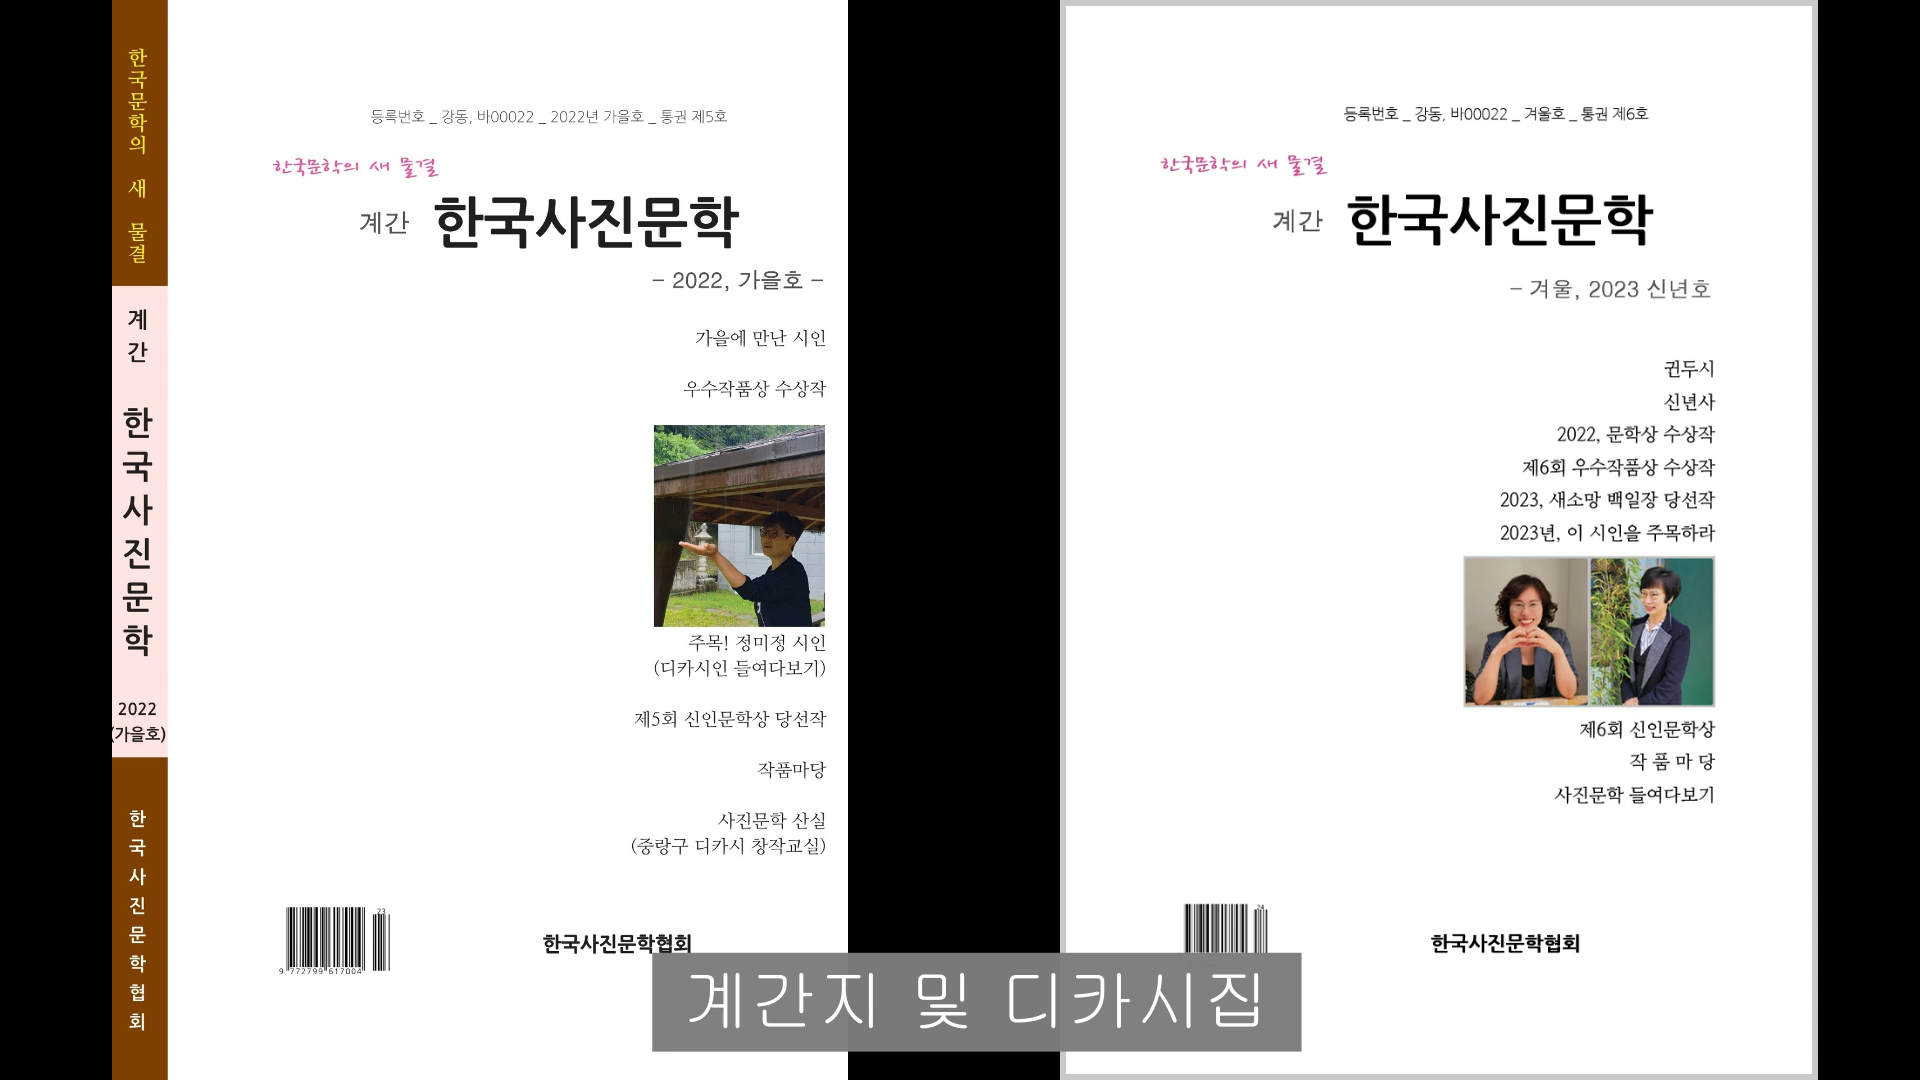 한국문학의 새 물결
계간 한국사진문학
2022
(가을호)
한국사진문학협회
등록번호 _ 강동, 바00022 _ 2022년 가을호 _ 통권 제5호
한국문학의 새 물결
계간 한국사진문학
- 2022, 가을호 -
가을에 만난 시인
우수작품상 수상작
주목! 정미정 시인
(디카시인 들여다보기)
제5회 신인문학상 당선작
작품마당
사진문학 산실
(중랑구 디카시 창작교실)
23
9 772799 617004
한국사진문학협회
등록번호 _ 강동, 바00022 _ 겨울호 _ 통권 제6호
한국문학의 새 물결
계간 한국사진문학
- 겨울, 2023 신년호
권두시
신년사
2022, 문학상 수상작
제6회 우수작품상 수상작
2023, 새소망 백일장 당선작
2023년, 이 시인을 주목하라
제6회 신인문학상
작 품 마 당
사진문학 들여다보기
24
한국사진문학협회
계간지 및 디카시집